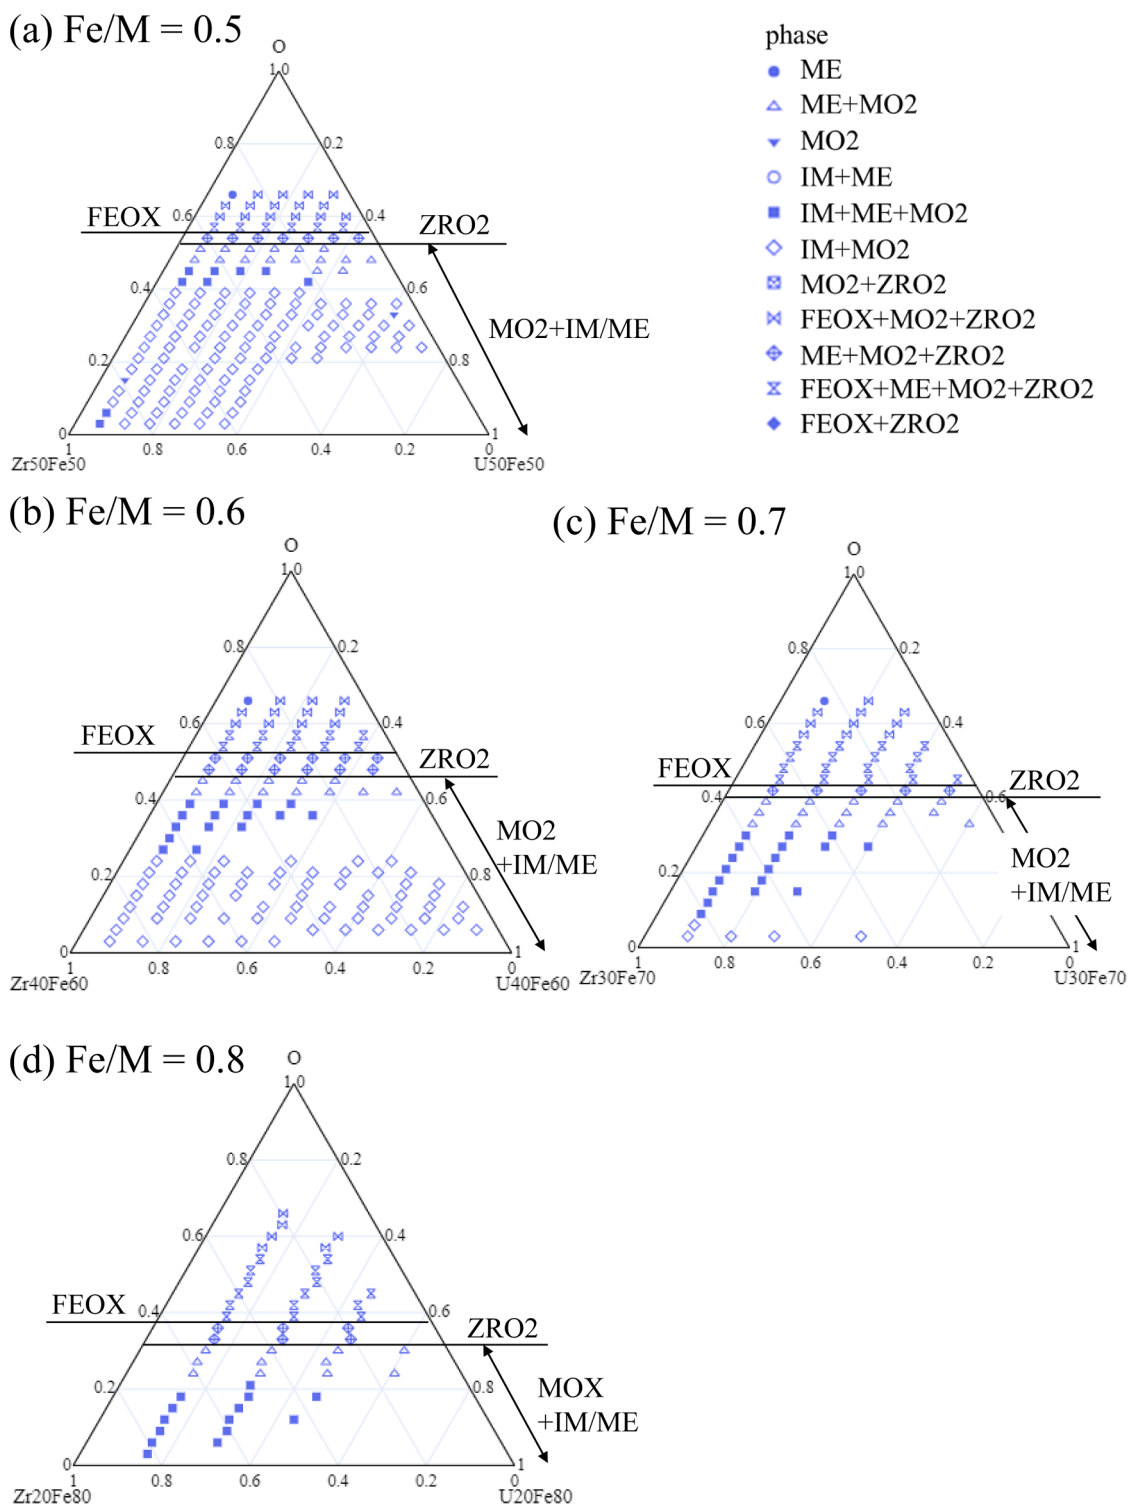 (a) Fe/M = 0.5
O
1.0
0.8
0.2
FEOX
0.6
0.4
ZRO2
0.4
0.6
MO2+IM/ME
0.2
0.8
0
1
1
0.8
0.6
0.4
0.2
0
Zr50Fe50
U50Fe50
phase
ME
ME+MO2
MO2
IM+ME
IM+ME+MO2
IM+MO2
MO2+ZRO2
FEOX+MO2+ZRO2
ME+MO2+ZRO2
FEOX+ME+MO2+ZRO2
FEOX+ZRO2
(b) Fe/M = 0.6
O
1.0
0.8
0.2
0.6
0.4
FEOX
ZRO2
0.4
0.6
MO2
+IM/ME
0.2
0.8
0
1
1
0.8
0.6
0.4
0.2
0
Zr40Fe60
U40Fe60
(c) Fe/M = 0.7
O
1.0
0.8
0.2
0.6
0.4
FEOX
ZRO2
0.4
0.6
MO2
+IM/ME
0.2
0
1
1
0.8
0.6
0.4
0.2
0
Zr30Fe70
U30Fe70
(d) Fe/M = 0.8
O
1.0
0.8
0.2
0.6
0.4
FEOX
0.4
0.6
ZRO2
0.2
0.8
MOX
+IM/ME
0
1
1
0.8
0.6
0.4
0.2
0
Zr20Fe80
U20Fe80